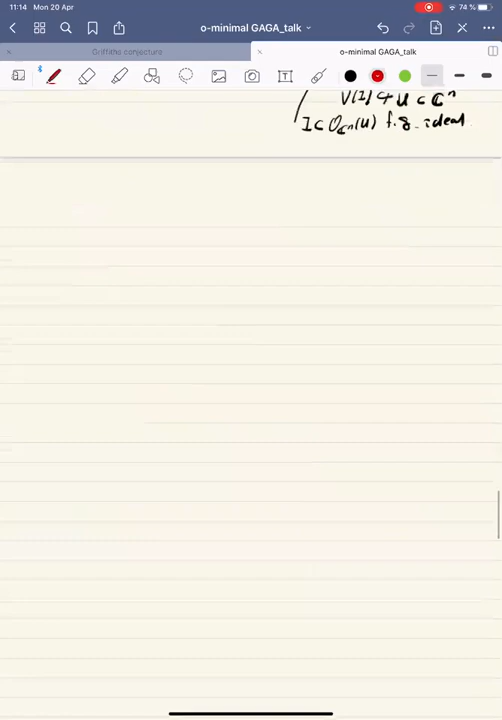 11:14 Mon 20 Apr
74 %
o-minimal GAGA_talk
Griffiths conjecture
o-minimal GAGA_talk
V(I) ⊂ U ⊂ ℂⁿ
I ⊂ O_ℂⁿ(U) f.g. ideal.